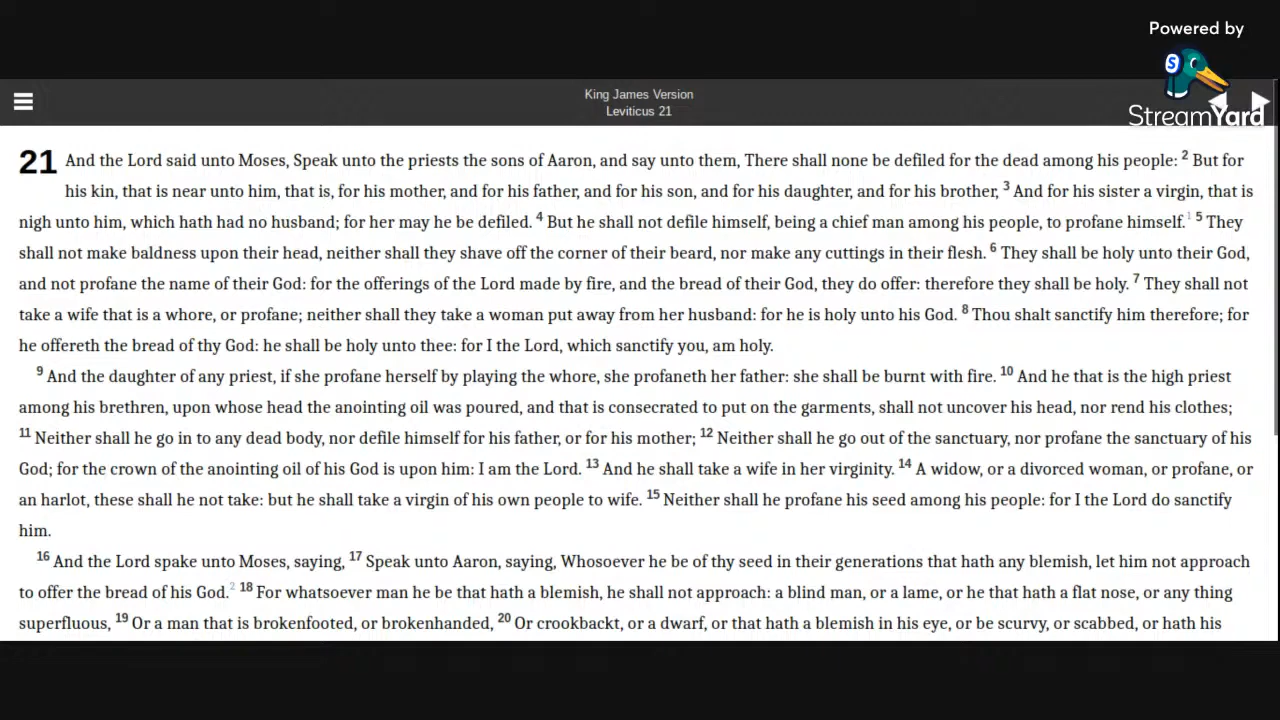 Powered by
StreamYard
King James Version
Leviticus 21
21 And the Lord said unto Moses, Speak unto the priests the sons of Aaron, and say unto them, There shall none be defiled for the dead among his people: 2 But for
his kin, that is near unto him, that is, for his mother, and for his father, and for his son, and for his daughter, and for his brother, 3 And for his sister a virgin, that is
nigh unto him, which hath had no husband; for her may he be defiled. 4 But he shall not defile himself, being a chief man among his people, to profane himself.1 5 They
shall not make baldness upon their head, neither shall they shave off the corner of their beard, nor make any cuttings in their flesh. 6 They shall be holy unto their God,
and not profane the name of their God: for the offerings of the Lord made by fire, and the bread of their God, they do offer: therefore they shall be holy. 7 They shall not
take a wife that is a whore, or profane; neither shall they take a woman put away from her husband: for he is holy unto his God. 8 Thou shalt sanctify him therefore; for
he offereth the bread of thy God: he shall be holy unto thee: for I the Lord, which sanctify you, am holy.
9 And the daughter of any priest, if she profane herself by playing the whore, she profaneth her father: she shall be burnt with fire. 10 And he that is the high priest
among his brethren, upon whose head the anointing oil was poured, and that is consecrated to put on the garments, shall not uncover his head, nor rend his clothes;
11 Neither shall he go in to any dead body, nor defile himself for his father, or for his mother; 12 Neither shall he go out of the sanctuary, nor profane the sanctuary of his
God; for the crown of the anointing oil of his God is upon him: I am the Lord. 13 And he shall take a wife in her virginity. 14 A widow, or a divorced woman, or profane, or
an harlot, these shall he not take: but he shall take a virgin of his own people to wife. 15 Neither shall he profane his seed among his people: for I the Lord do sanctify
him.
16 And the Lord spake unto Moses, saying, 17 Speak unto Aaron, saying, Whosoever he be of thy seed in their generations that hath any blemish, let him not approach
to offer the bread of his God.2 18 For whatsoever man he be that hath a blemish, he shall not approach: a blind man, or a lame, or he that hath a flat nose, or any thing
superfluous, 19 Or a man that is brokenfooted, or brokenhanded, 20 Or crookbackt, or a dwarf, or that hath a blemish in his eye, or be scurvy, or scabbed, or hath his